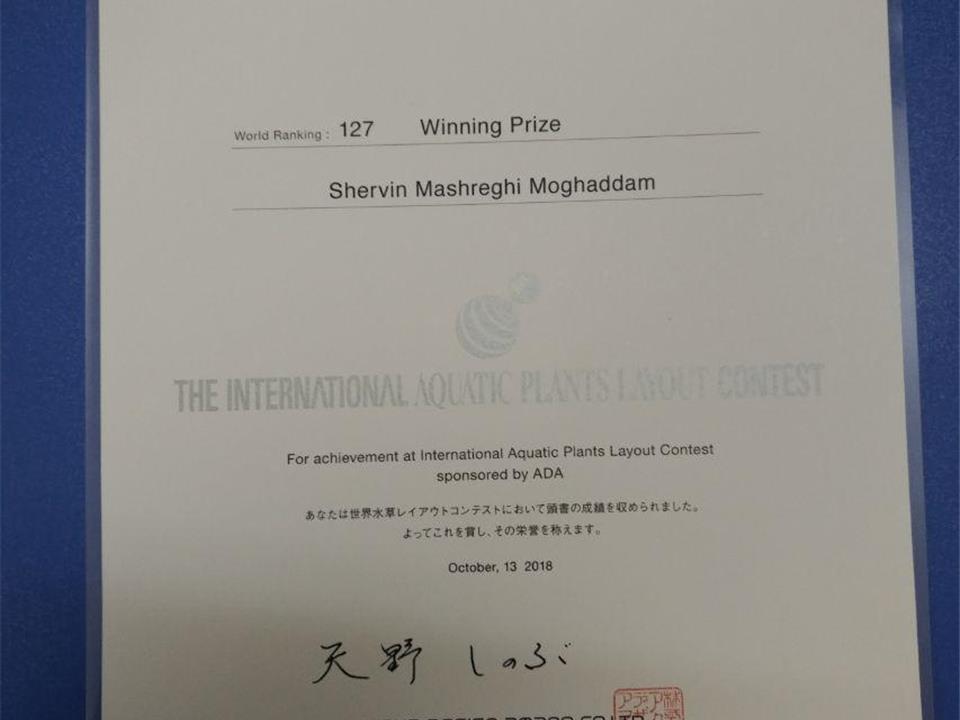 World Ranking : 127 Winning Prize
Shervin Mashreghi Moghaddam
THE INTERNATIONAL AQUATIC PLANTS LAYOUT CONTEST
For achievement at International Aquatic Plants Layout Contest
sponsored by ADA
あなたは世界水草レイアウトコンテストにおいて頭書の成績を収められました。
よってこれを賞し、その栄誉を称えます。
October, 13 2018
天野 しのぶ